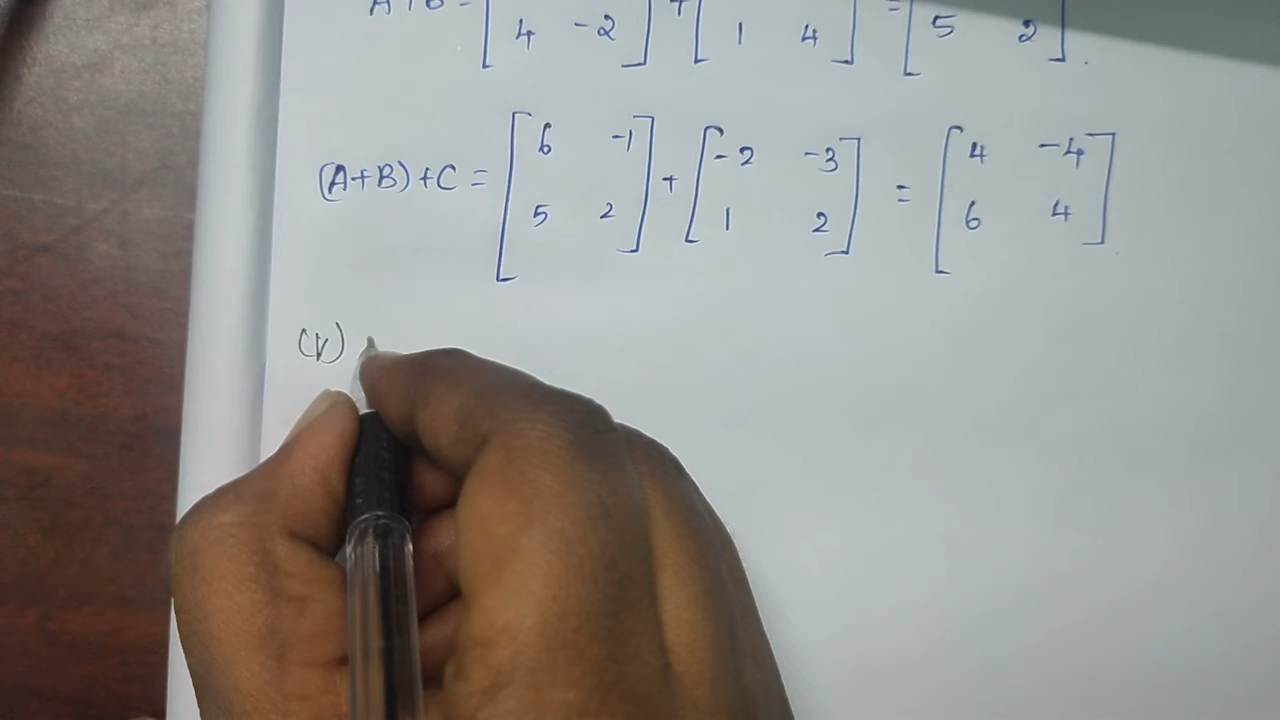 A+B = [ 4 -2 ] + [ 1 4 ] = [ 5 2 ].
(A+B)+C = [ 6 -1 ] + [ -2 -3 ] = [ 4 -4 ]
[ 5 2 ] [ 1 2 ] [ 6 4 ]
(v)